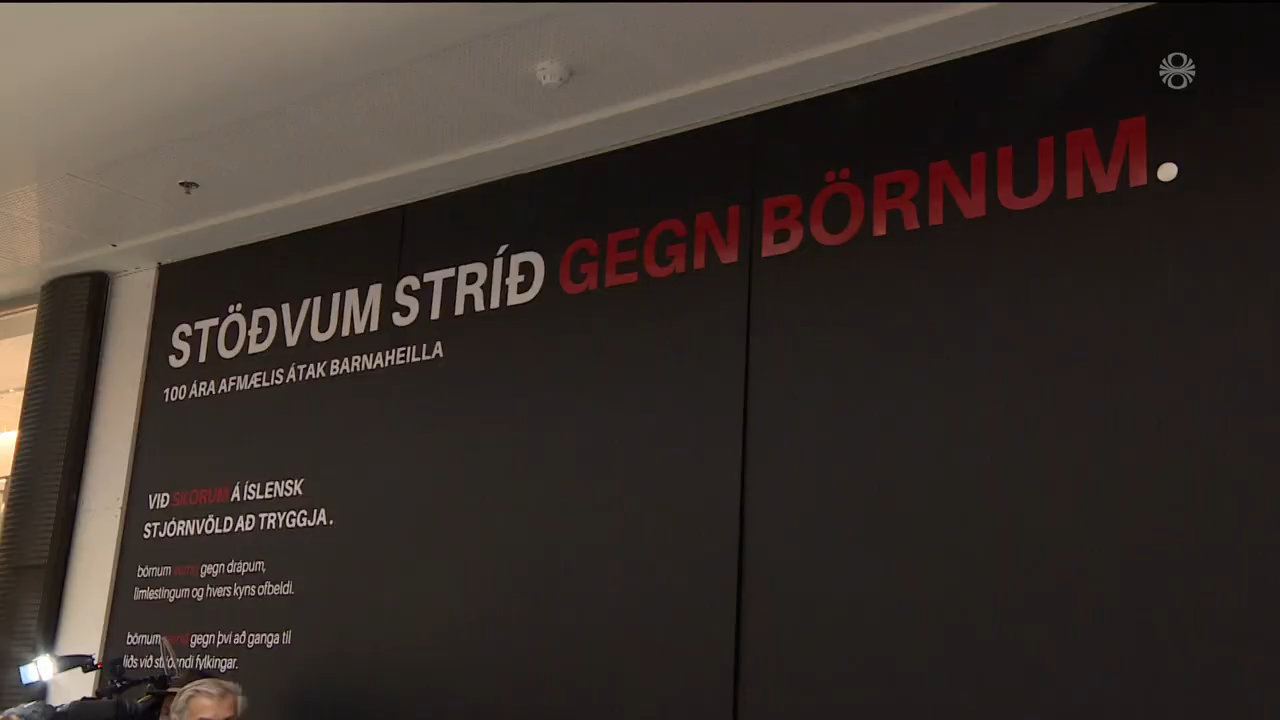 STÖÐVUM STRÍÐ GEGN BÖRNUM.
100 ÁRA AFMÆLIS ÁTAK BARNAHEILLA
VIÐ SKORUM Á ÍSLENSK
STJÓRNVÖLD AÐ TRYGGJA.
börnum gegn drápum,
limlestingum og hvers kyns ofbeldi.
börnum gegn því að ganga til
liðs við stríðandi fylkingar.